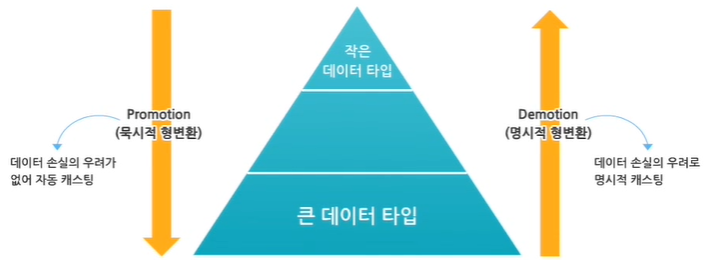 작은
데이터 타입
Promotion
(묵시적 형변환)
Demotion
(명시적 형변환)
데이터 손실의 우려가
없어 자동 캐스팅
데이터 손실의 우려로
명시적 캐스팅
큰 데이터 타입